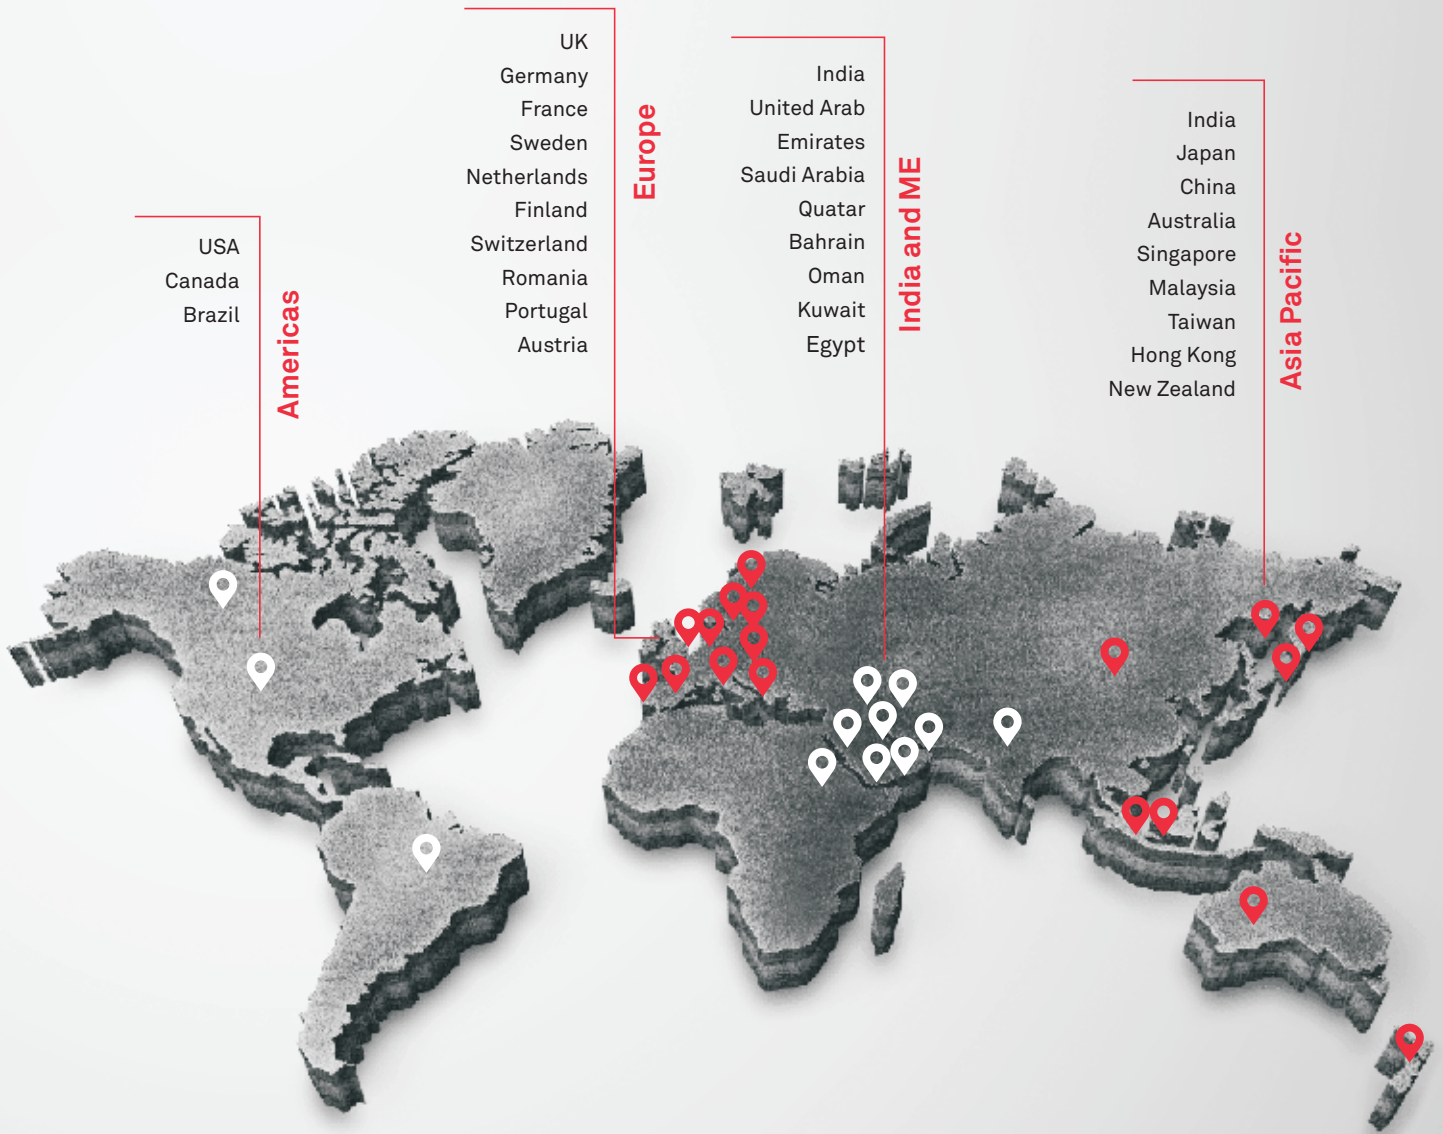 USA
Canada
Brazil
Americas
UK
Germany
France
Sweden
Netherlands
Finland
Switzerland
Romania
Portugal
Austria
Europe
India
United Arab
Emirates
Saudi Arabia
Quatar
Bahrain
Oman
Kuwait
Egypt
India and ME
India
Japan
China
Australia
Singapore
Malaysia
Taiwan
Hong Kong
New Zealand
Asia Pacific